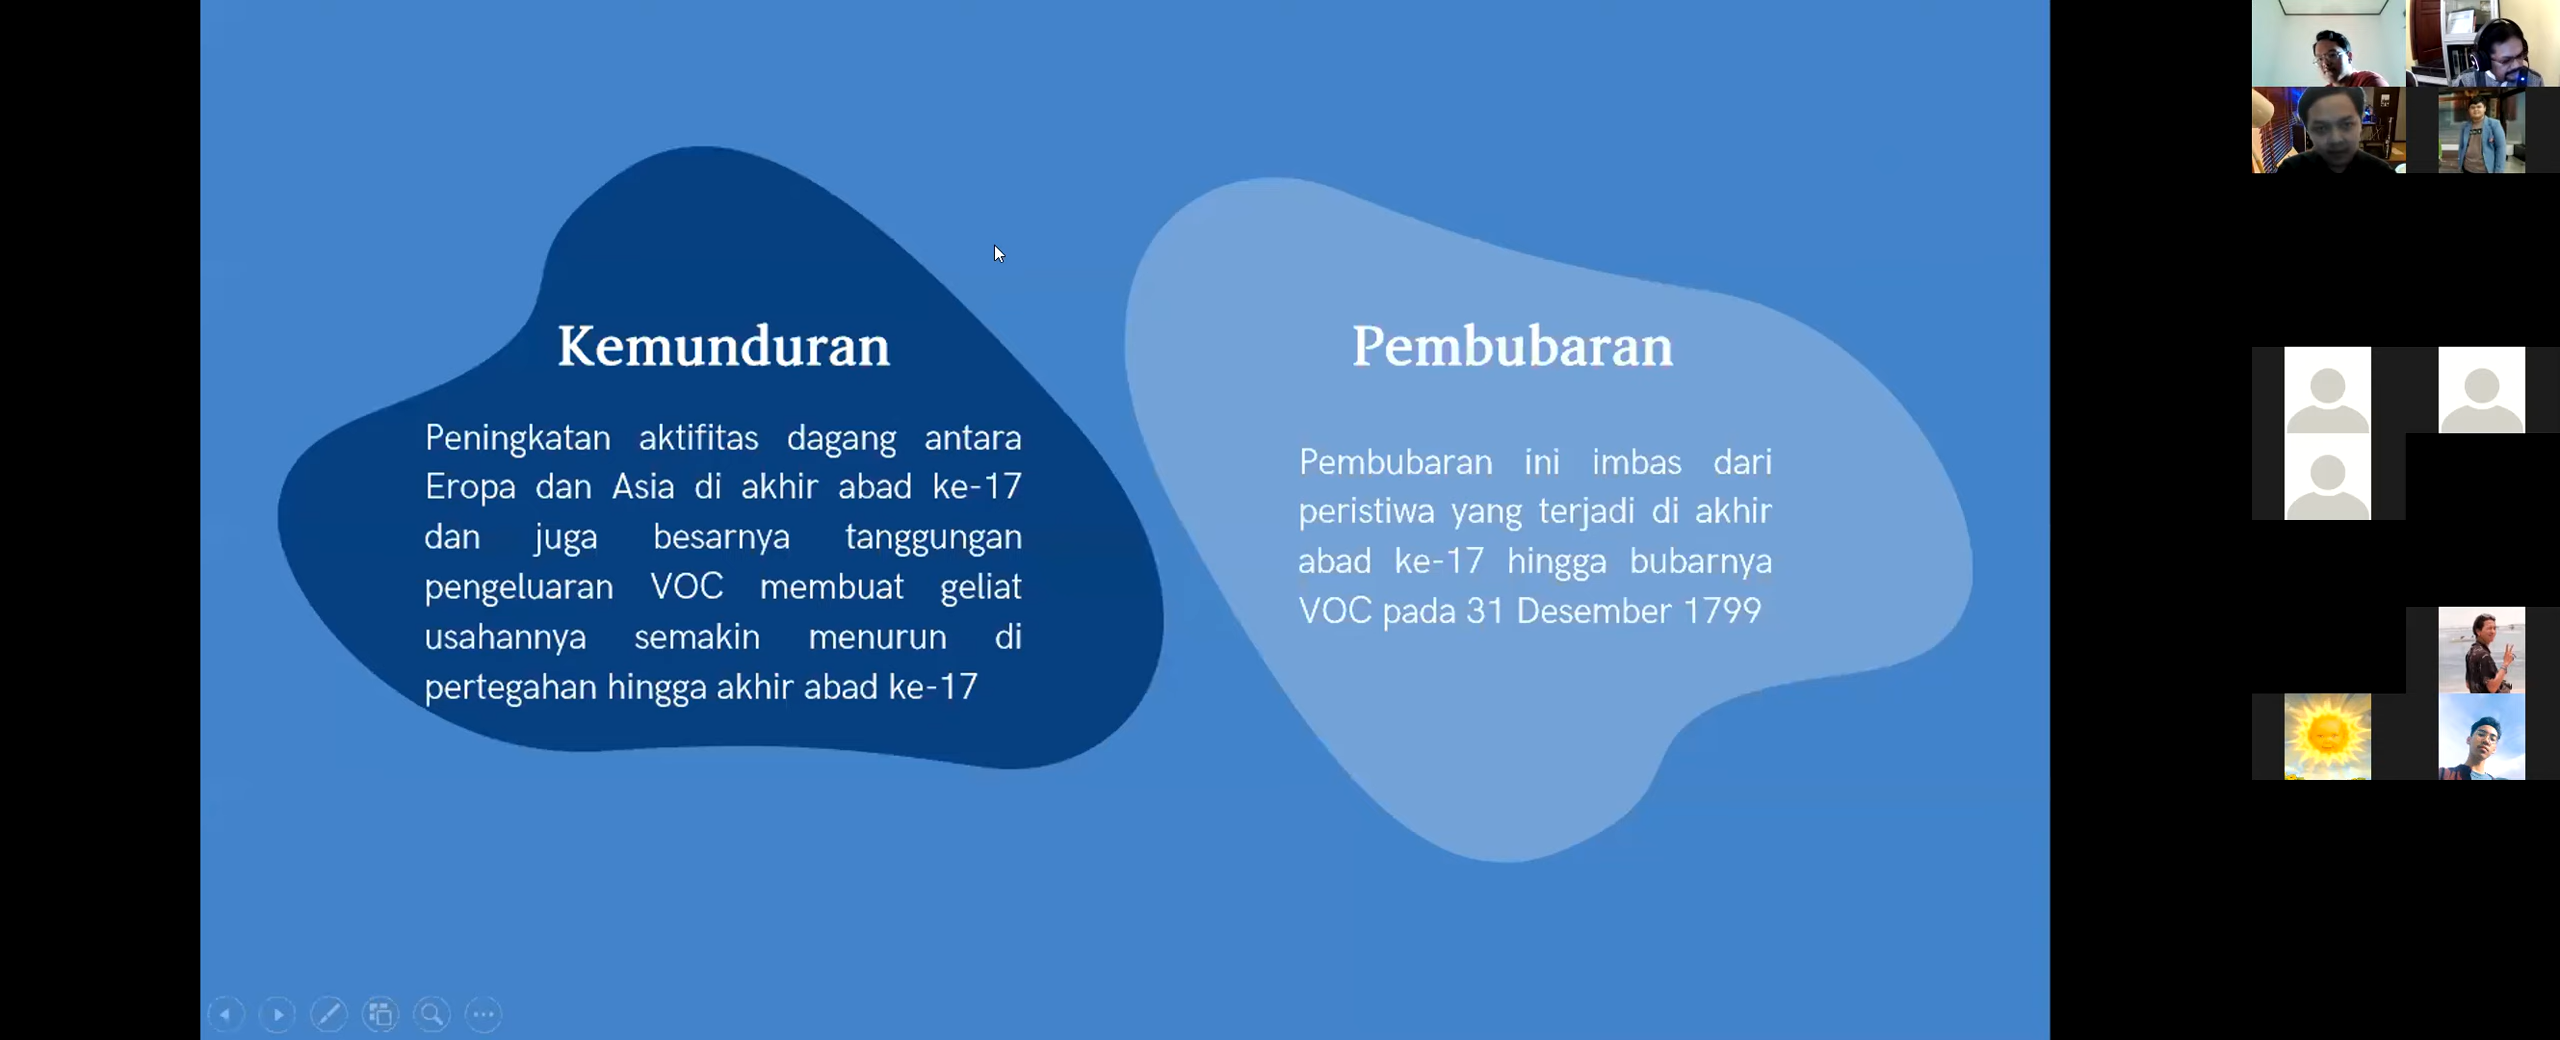 Kemunduran
Peningkatan aktifitas dagang antara
Eropa dan Asia di akhir abad ke-17
dan juga besarnya tanggungan
pengeluaran VOC membuat geliat
usahannya semakin menurun di
pertegahan hingga akhir abad ke-17
Pembubaran
Pembubaran ini imbas dari
peristiwa yang terjadi di akhir
abad ke-17 hingga bubarnya
VOC pada 31 Desember 1799